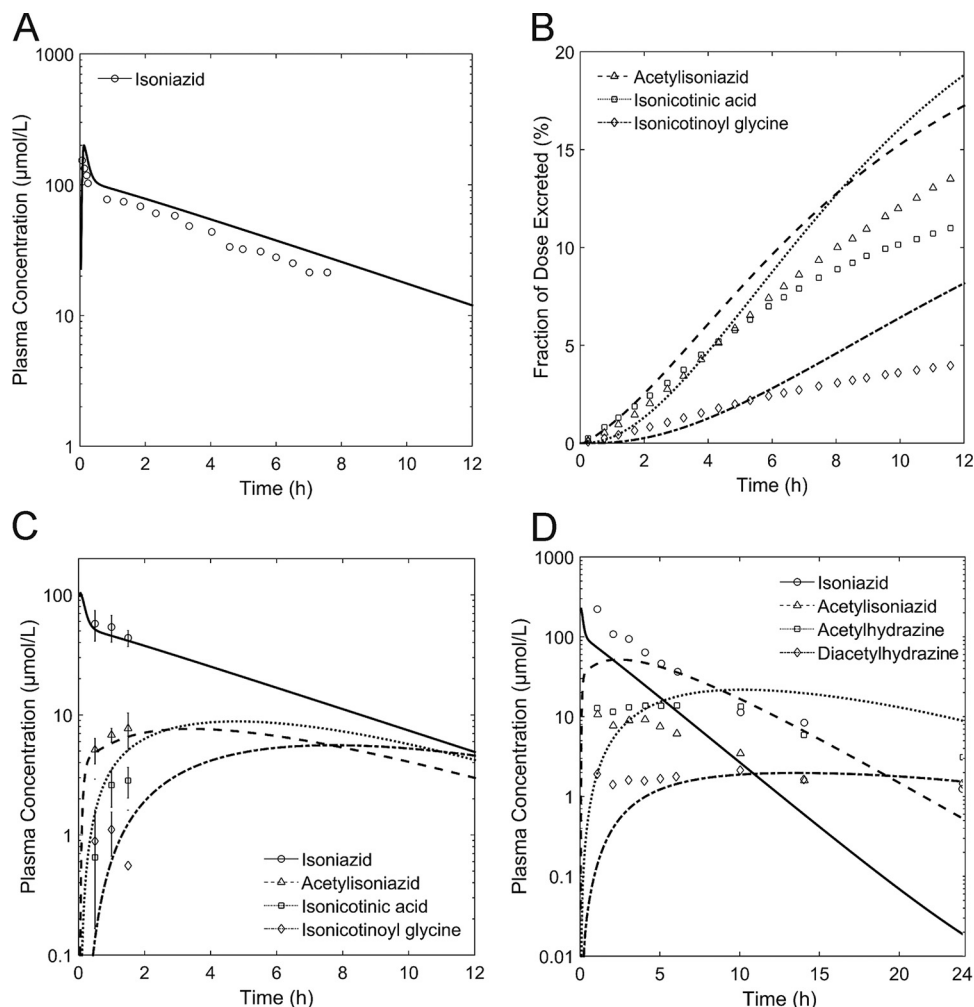 A
1000
100
10
1
Plasma Concentration (μmol/L)
Isoniazid
0 2 4 6 8 10 12
Time (h)
B
20
15
10
5
0
Fraction of Dose Excreted (%)
Acetylisoniazid
Isonicotinic acid
Isonicotinoyl glycine
0 2 4 6 8 10 12
Time (h)
C
100
10
1
0.1
Plasma Concentration (μmol/L)
Isoniazid
Acetylisoniazid
Isonicotinic acid
Isonicotinoyl glycine
0 2 4 6 8 10 12
Time (h)
D
1000
100
10
1
0.1
0.01
Plasma Concentration (μmol/L)
Isoniazid
Acetylisoniazid
Acetylhydrazine
Diacetylhydrazine
0 5 10 15 20 24
Time (h)